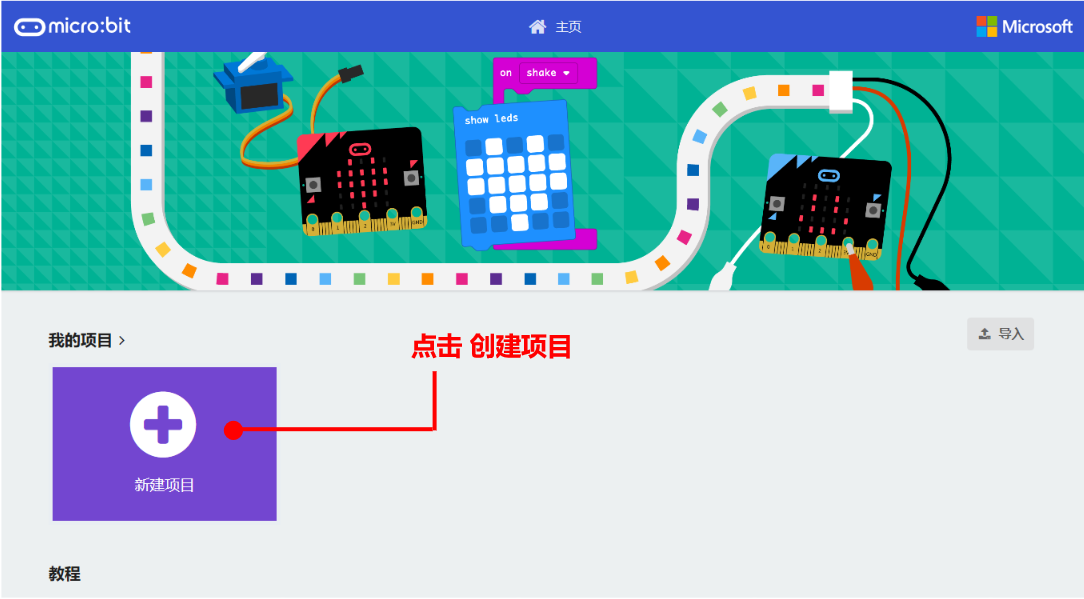 micro:bit
主页
Microsoft
on shake
show leds
我的项目 >
导入
点击 创建项目
新建项目
教程